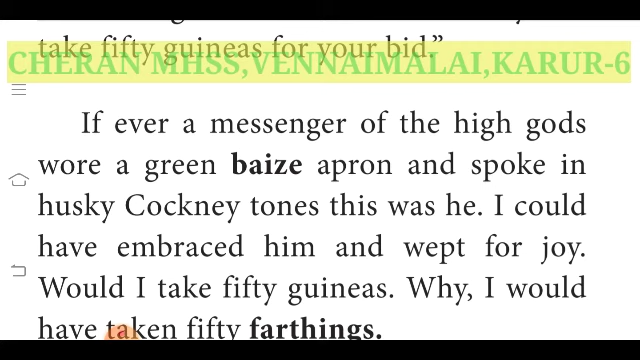 take fifty guineas for your bid.”
CHERAN MHSS,VENNAIMALAI,KARUR-6
If ever a messenger of the high gods
wore a green baize apron and spoke in
husky Cockney tones this was he. I could
have embraced him and wept for joy.
Would I take fifty guineas. Why, I would
have taken fifty farthings.